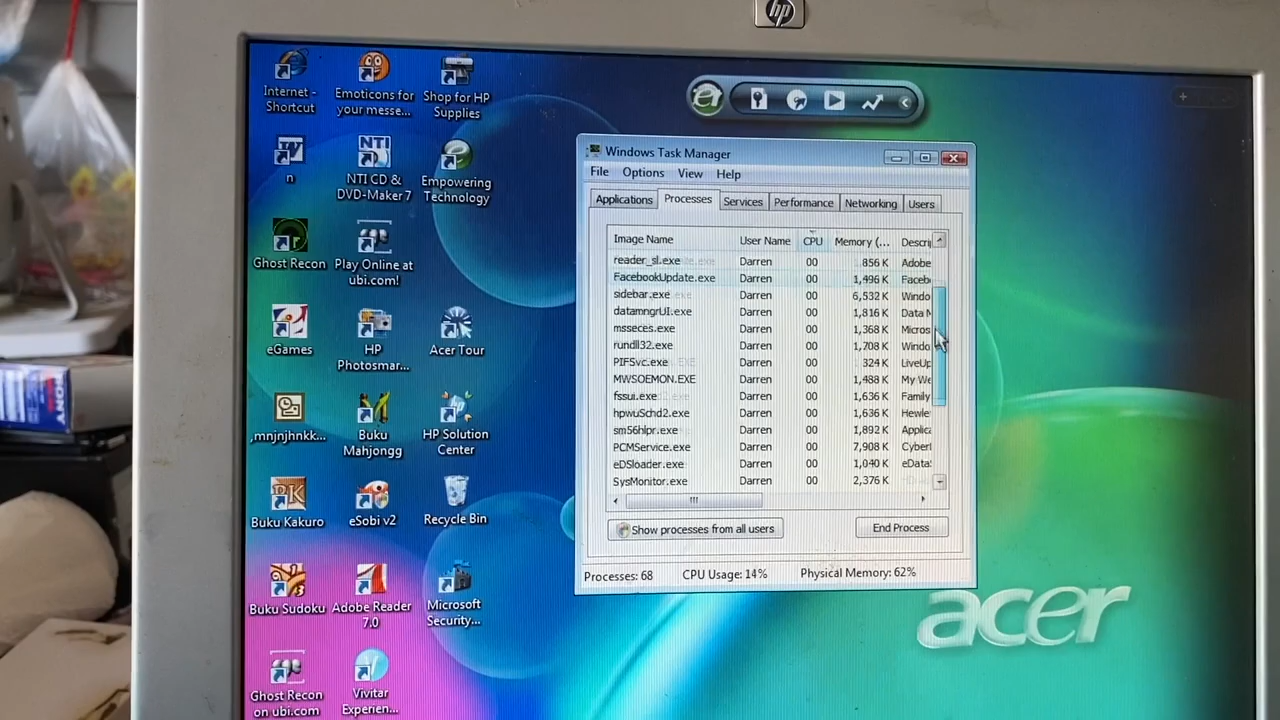 hp
Internet -
Shortcut
Emoticons for
your messe...
Shop for HP
Supplies
n
NTI CD &
DVD-Maker 7
Empowering
Technology
Ghost Recon
Play Online at
ubi.com!
eGames
HP
Photosmar...
Acer Tour
,mnjnjhnkk...
Buku
Mahjongg
HP Solution
Center
Buku Kakuro
eSobi v2
Recycle Bin
Buku Sudoku
Adobe Reader
7.0
Microsoft
Security...
Ghost Recon
on ubi.com
Vivitar
Experien...
Windows Task Manager
File Options View Help
Applications Processes Services Performance Networking Users
Image Name User Name CPU Memory (... Descri
reader_sl.exe Darren 00 856 K Adobe
FacebookUpdate.exe Darren 00 1,496 K Faceb
sidebar.exe Darren 00 6,532 K Windo
datamngrUI.exe Darren 00 1,816 K Data M
msseces.exe Darren 00 1,368 K Micros
rundll32.exe Darren 00 1,708 K Windo
PIFSvc.exe Darren 00 324 K LiveUp
MWSOEMON.EXE Darren 00 1,488 K My We
fssui.exe Darren 00 1,636 K Family
hpwuSchd2.exe Darren 00 1,636 K Hewle
sm56hlpr.exe Darren 00 1,892 K Applica
PCMService.exe Darren 00 7,908 K Cyberl
eDSloader.exe Darren 00 1,040 K eDataS
SysMonitor.exe Darren 00 2,376 K
Show processes from all users End Process
Processes: 68 CPU Usage: 14% Physical Memory: 62%
acer